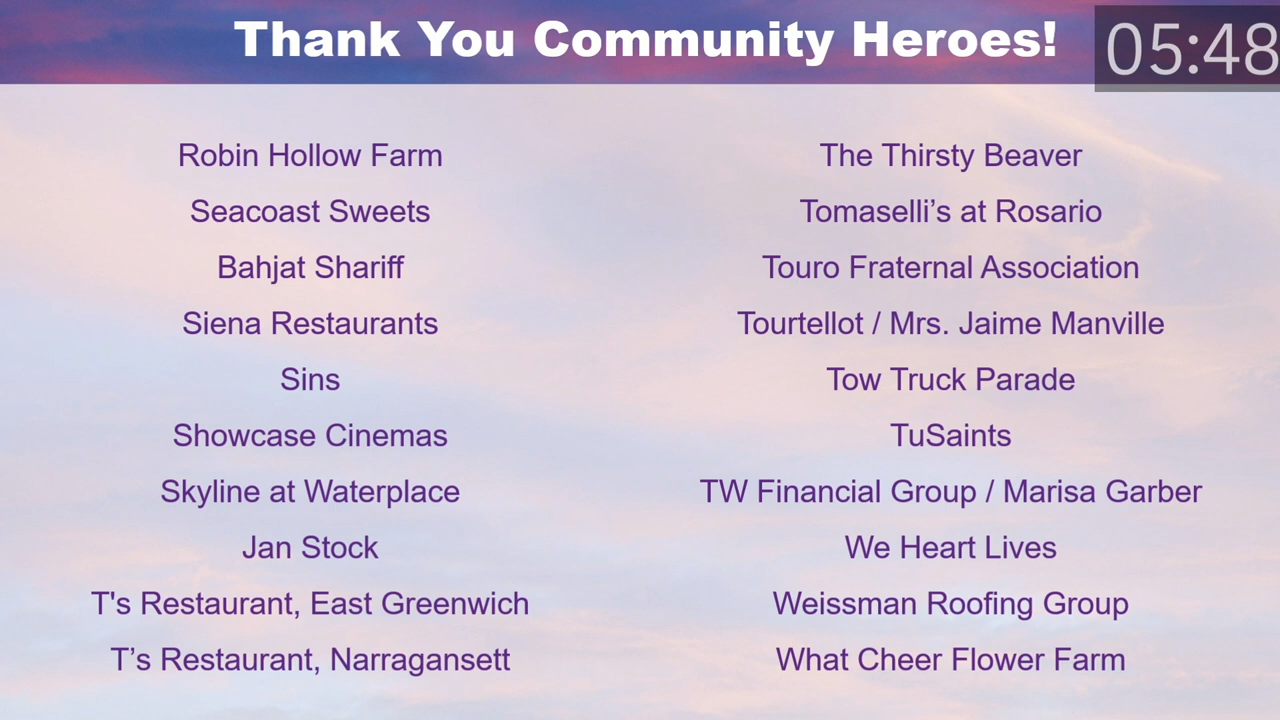 Thank You Community Heroes!
05:48
Robin Hollow Farm
Seacoast Sweets
Bahjat Shariff
Siena Restaurants
Sins
Showcase Cinemas
Skyline at Waterplace
Jan Stock
T's Restaurant, East Greenwich
T’s Restaurant, Narragansett
The Thirsty Beaver
Tomaselli’s at Rosario
Touro Fraternal Association
Tourtellot / Mrs. Jaime Manville
Tow Truck Parade
TuSaints
TW Financial Group / Marisa Garber
We Heart Lives
Weissman Roofing Group
What Cheer Flower Farm